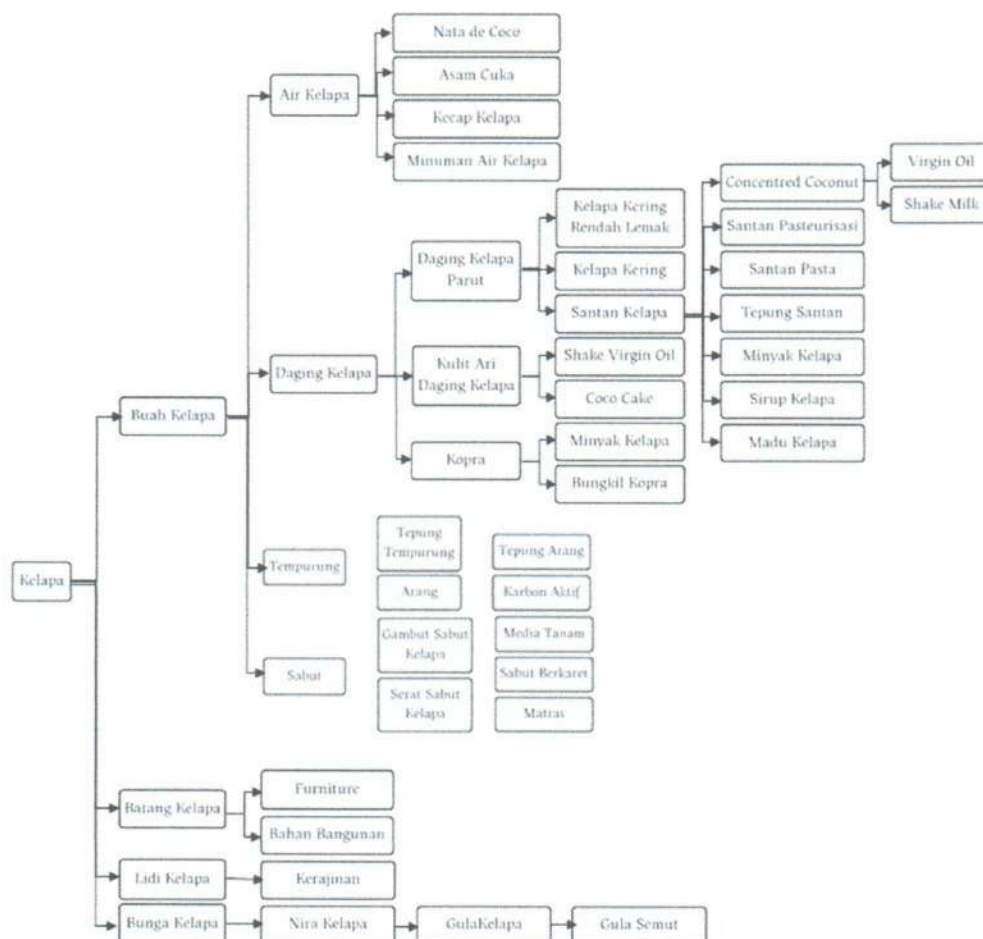 Nata de Coco
Asam Cuka
Air Kelapa
Kecap Kelapa
Minuman Air Kelapa
Virgin Oil
Concentred Coconut
Shake Milk
Kelapa Kering
Rendah Lemak
Santan Pasteurisasi
Daging Kelapa
Parut
Kelapa Kering
Santan Pasta
Santan Kelapa
Tepung Santan
Daging Kelapa
Kulit Ari
Daging Kelapa
Shake Virgin Oil
Minyak Kelapa
Coco Cake
Sirup Kelapa
Buah Kelapa
Kopra
Minyak Kelapa
Madu Kelapa
Bungkil Kopra
Tempurung
Tepung
Tempurung
Tepung Arang
Kelapa
Arang
Karbon Aktif
Gambut Sabut
Kelapa
Media Tanam
Sabut
Sabut Berkaret
Serat Sabut
Kelapa
Matras
Batang Kelapa
Furniture
Bahan Bangunan
Lidi Kelapa
Kerajinan
Bunga Kelapa
Nira Kelapa
GulaKelapa
Gula Semut